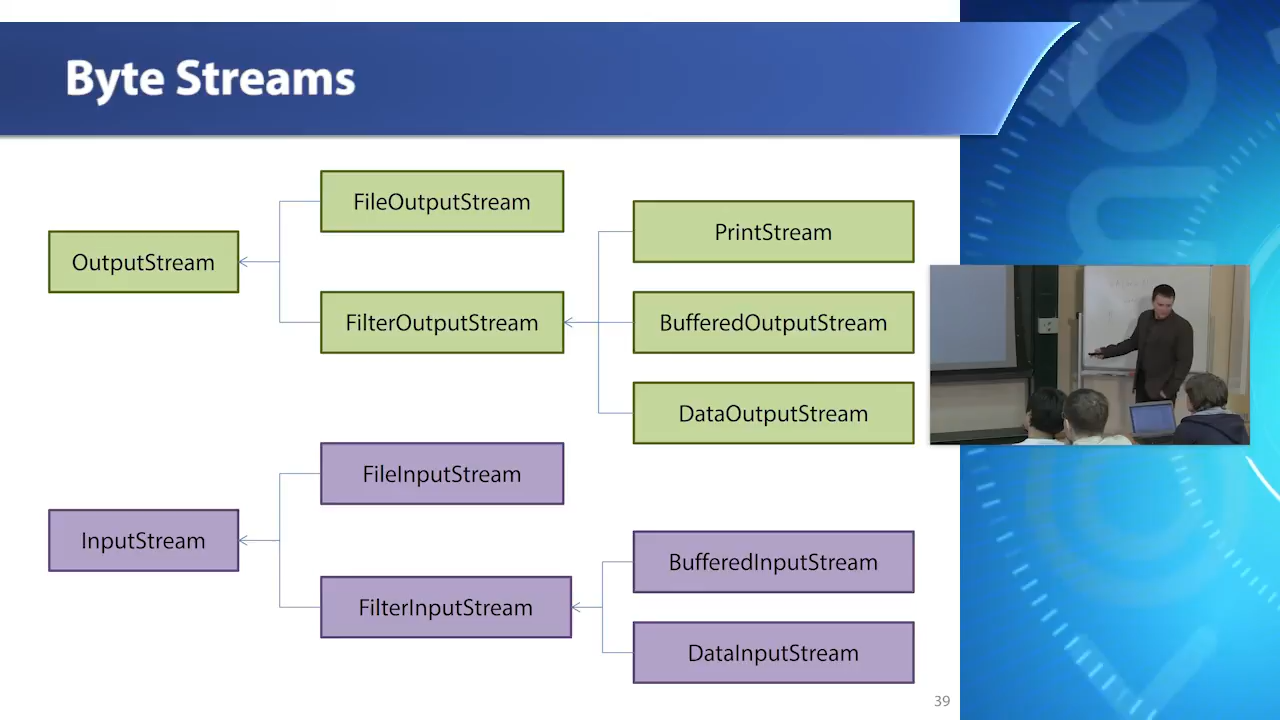 Byte Streams
FileOutputStream
OutputStream
PrintStream
FilterOutputStream
BufferedOutputStream
DataOutputStream
FileInputStream
InputStream
BufferedInputStream
FilterInputStream
DataInputStream
39